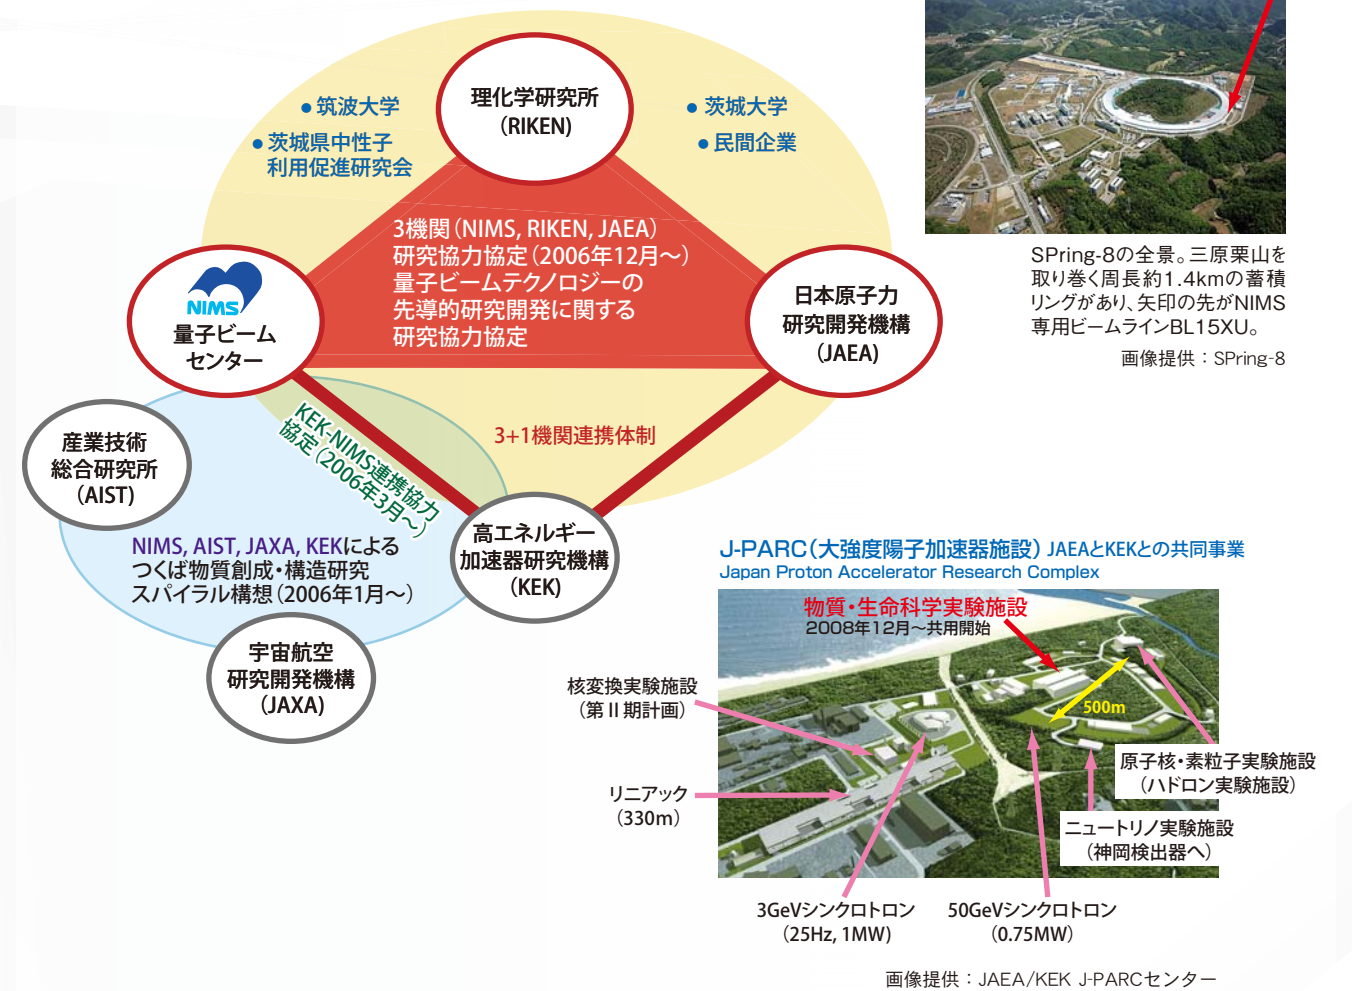 理化学研究所
(RIKEN)
● 筑波大学
● 茨城県中性子
利用促進研究会
● 茨城大学
● 民間企業
3機関(NIMS, RIKEN, JAEA)
研究協力協定(2006年12月〜)
量子ビームテクノロジーの
先導的研究開発に関する
研究協力協定
NIMS
量子ビーム
センター
日本原子力
研究開発機構
(JAEA)
KEK-NIMS連携協力
協定(2006年3月〜)
3+1機関連携体制
産業技術
総合研究所
(AIST)
NIMS, AIST, JAXA, KEKによる
つくば物質創成・構造研究
スパイラル構想(2006年1月〜)
高エネルギー
加速器研究機構
(KEK)
宇宙航空
研究開発機構
(JAXA)
SPring-8の全景。三原栗山を
取り巻く周長約1.4kmの蓄積
リングがあり、矢印の先がNIMS
専用ビームラインBL15XU。
画像提供：SPring-8
J-PARC(大強度陽子加速器施設) JAEAとKEKとの共同事業
Japan Proton Accelerator Research Complex
物質・生命科学実験施設
2008年12月〜共用開始
核変換実験施設
(第Ⅱ期計画)
500m
リニアック
(330m)
原子核・素粒子実験施設
(ハドロン実験施設)
ニュートリノ実験施設
(神岡検出器へ)
3GeVシンクロトロン
(25Hz, 1MW)
50GeVシンクロトロン
(0.75MW)
画像提供：JAEA/KEK J-PARCセンター